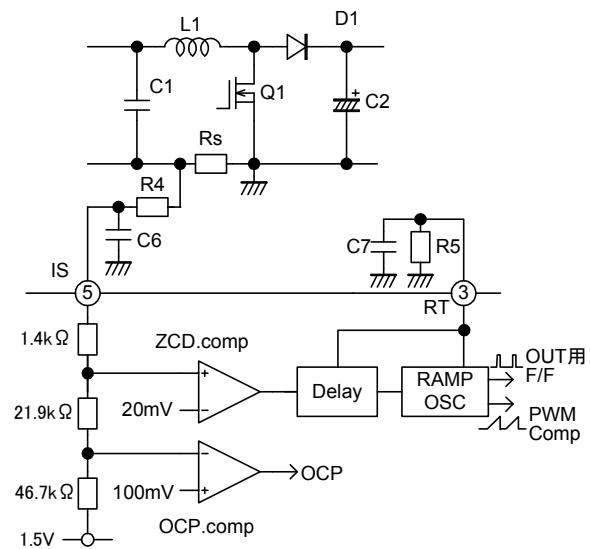 L1
D1
C1
Q1
C2
Rs
R4
C6
C7
R5
IS
5
3
RT
1.4kΩ
ZCD.comp
+
20mV
−
Delay
RAMP
OSC
OUT用
F/F
PWM
Comp
21.9kΩ
−
100mV
+
OCP
46.7kΩ
OCP.comp
1.5V
+